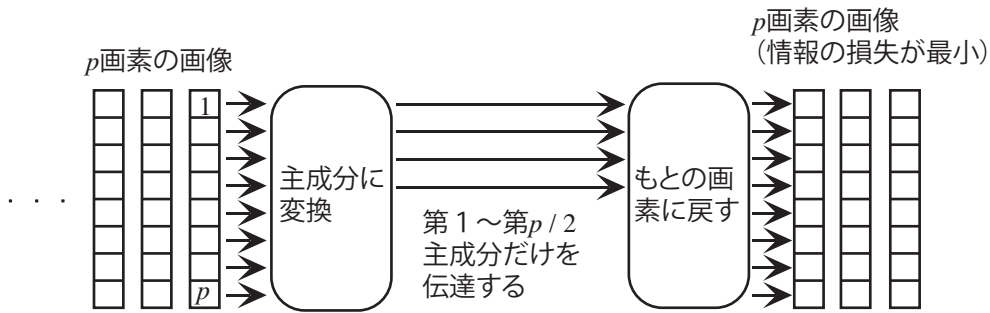 p画素の画像
p画素の画像
(情報の損失が最小)
1
p
. . .
主成分に
変換
第１～第p / 2
主成分だけを
伝達する
もとの画
素に戻す